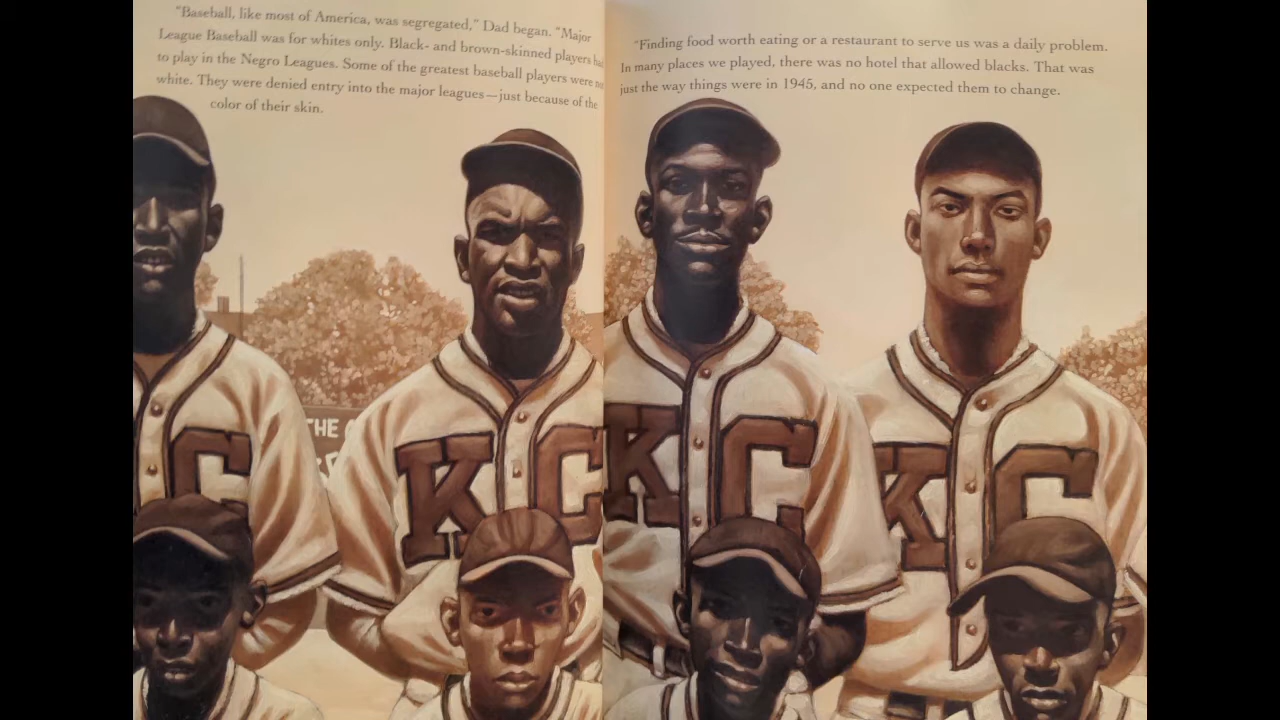 "Baseball, like most of America, was segregated," Dad began. "Major
League Baseball was for whites only. Black- and brown-skinned players
to play in the Negro Leagues. Some of the greatest baseball players were
white. They were denied entry into the major leagues—just because of the
color of their skin.
"Finding food worth eating or a restaurant to serve us was a daily problem.
In many places we played, there was no hotel that allowed blacks. That was
just the way things were in 1945, and no one expected them to change.
THE
C
KC
KC
KC